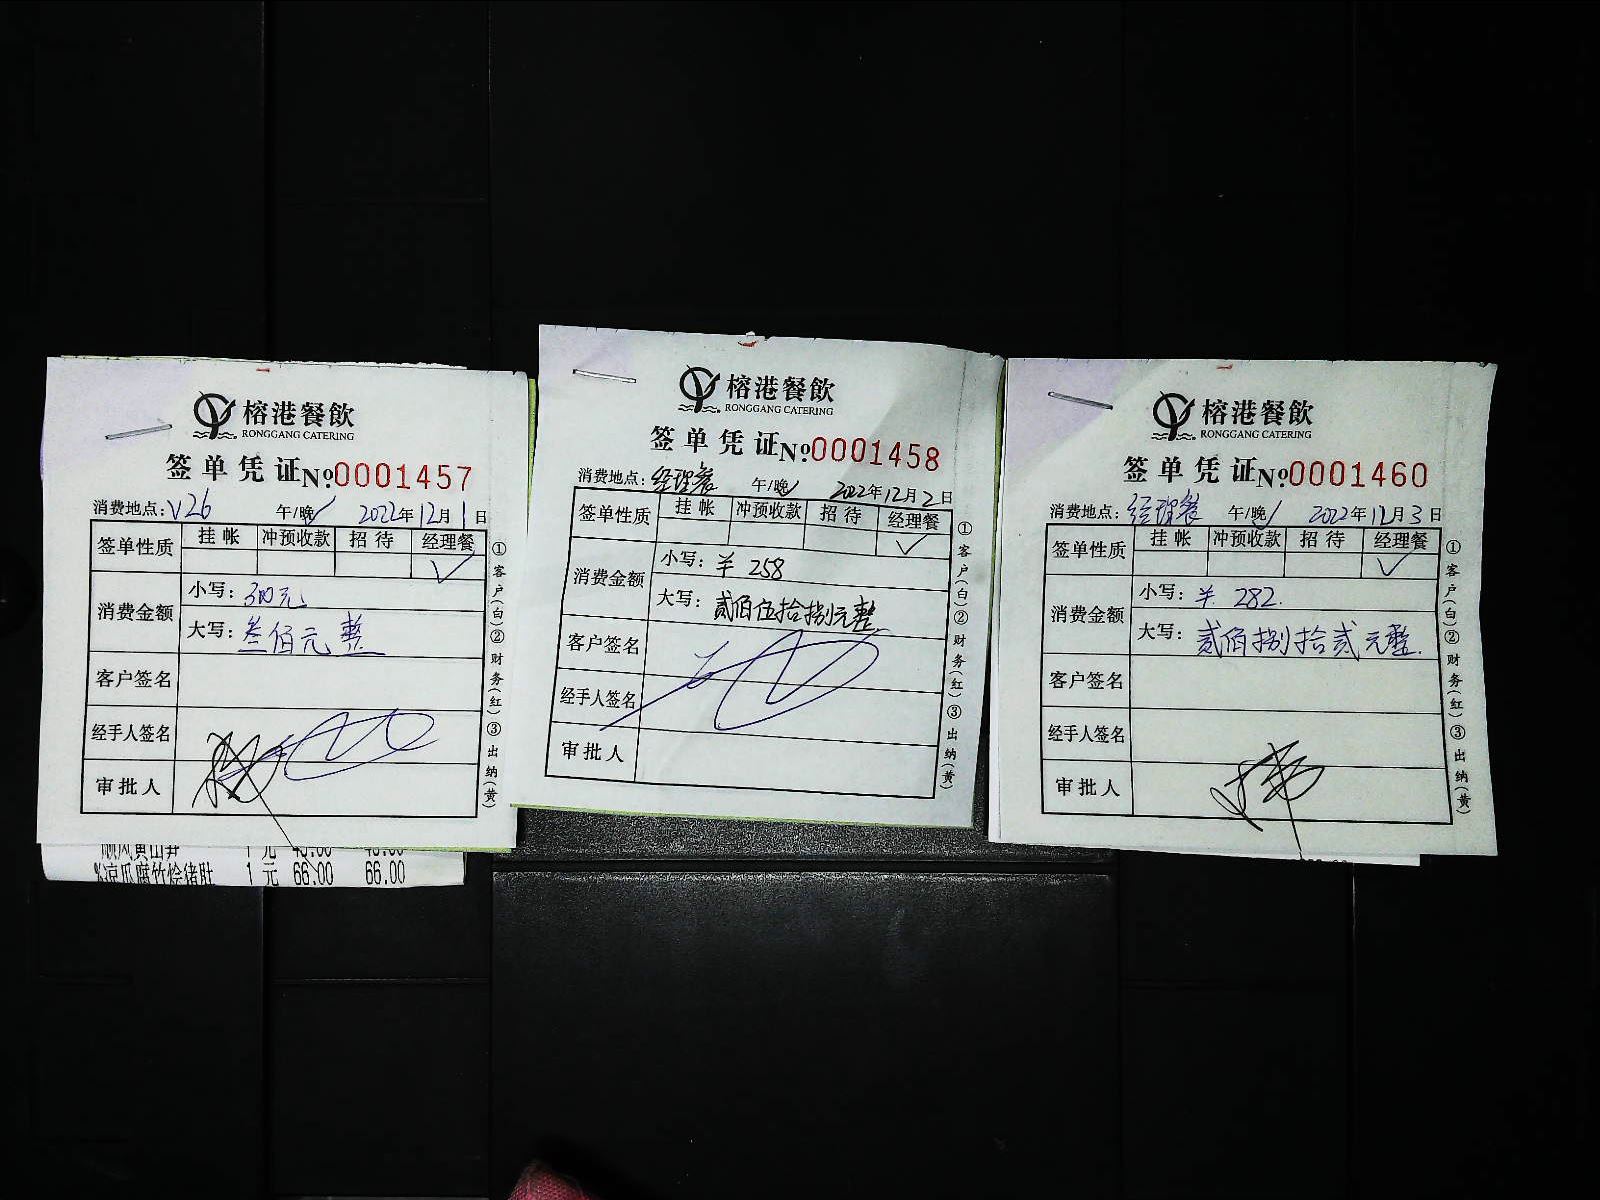 榕港餐飲
RONGGANG CATERING
签单凭证№0001457
消费地点：V26 午/晚√ 2022年12月1日
签单性质 挂帐 冲预收款 招待 经理餐
√
消费金额 小写：300元
大写：叁佰元整
客户签名
经手人签名
审批人
①客户(白)②财务(红)③出纳(黄)
1元 66.00 66.00
榕港餐飲
RONGGANG CATERING
签单凭证№0001458
消费地点：经理餐 午/晚√ 2022年12月2日
签单性质 挂帐 冲预收款 招待 经理餐
√
消费金额 小写：¥ 258
大写：贰佰伍拾捌元整
客户签名
经手人签名
审批人
①客户(白)②财务(红)③出纳(黄)
榕港餐飲
RONGGANG CATERING
签单凭证№0001460
消费地点：经理餐 午/晚√ 2022年12月3日
签单性质 挂帐 冲预收款 招待 经理餐
√
消费金额 小写：¥ 282.
大写：贰佰捌拾贰元整.
客户签名
经手人签名
审批人
①客户(白)②财务(红)③出纳(黄)